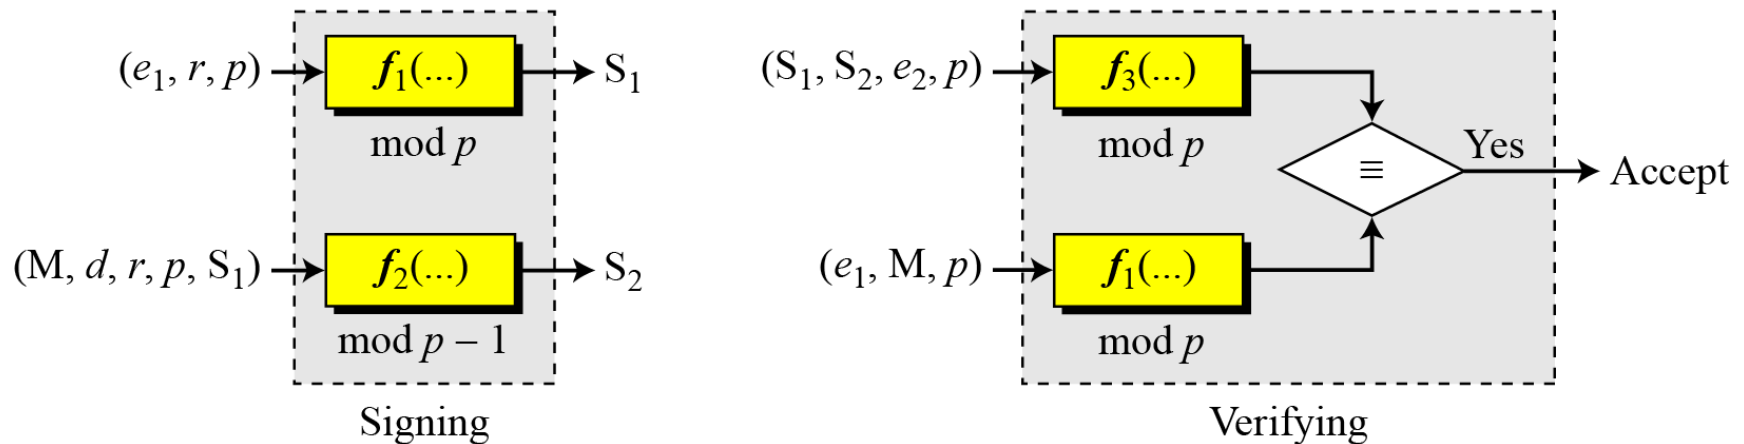 (e₁, r, p) f₁(...) S₁
mod p
(M, d, r, p, S₁) f₂(...) S₂
mod p − 1
Signing
(S₁, S₂, e₂, p) f₃(...)
mod p
≡ Yes Accept
(e₁, M, p) f₁(...)
mod p
Verifying